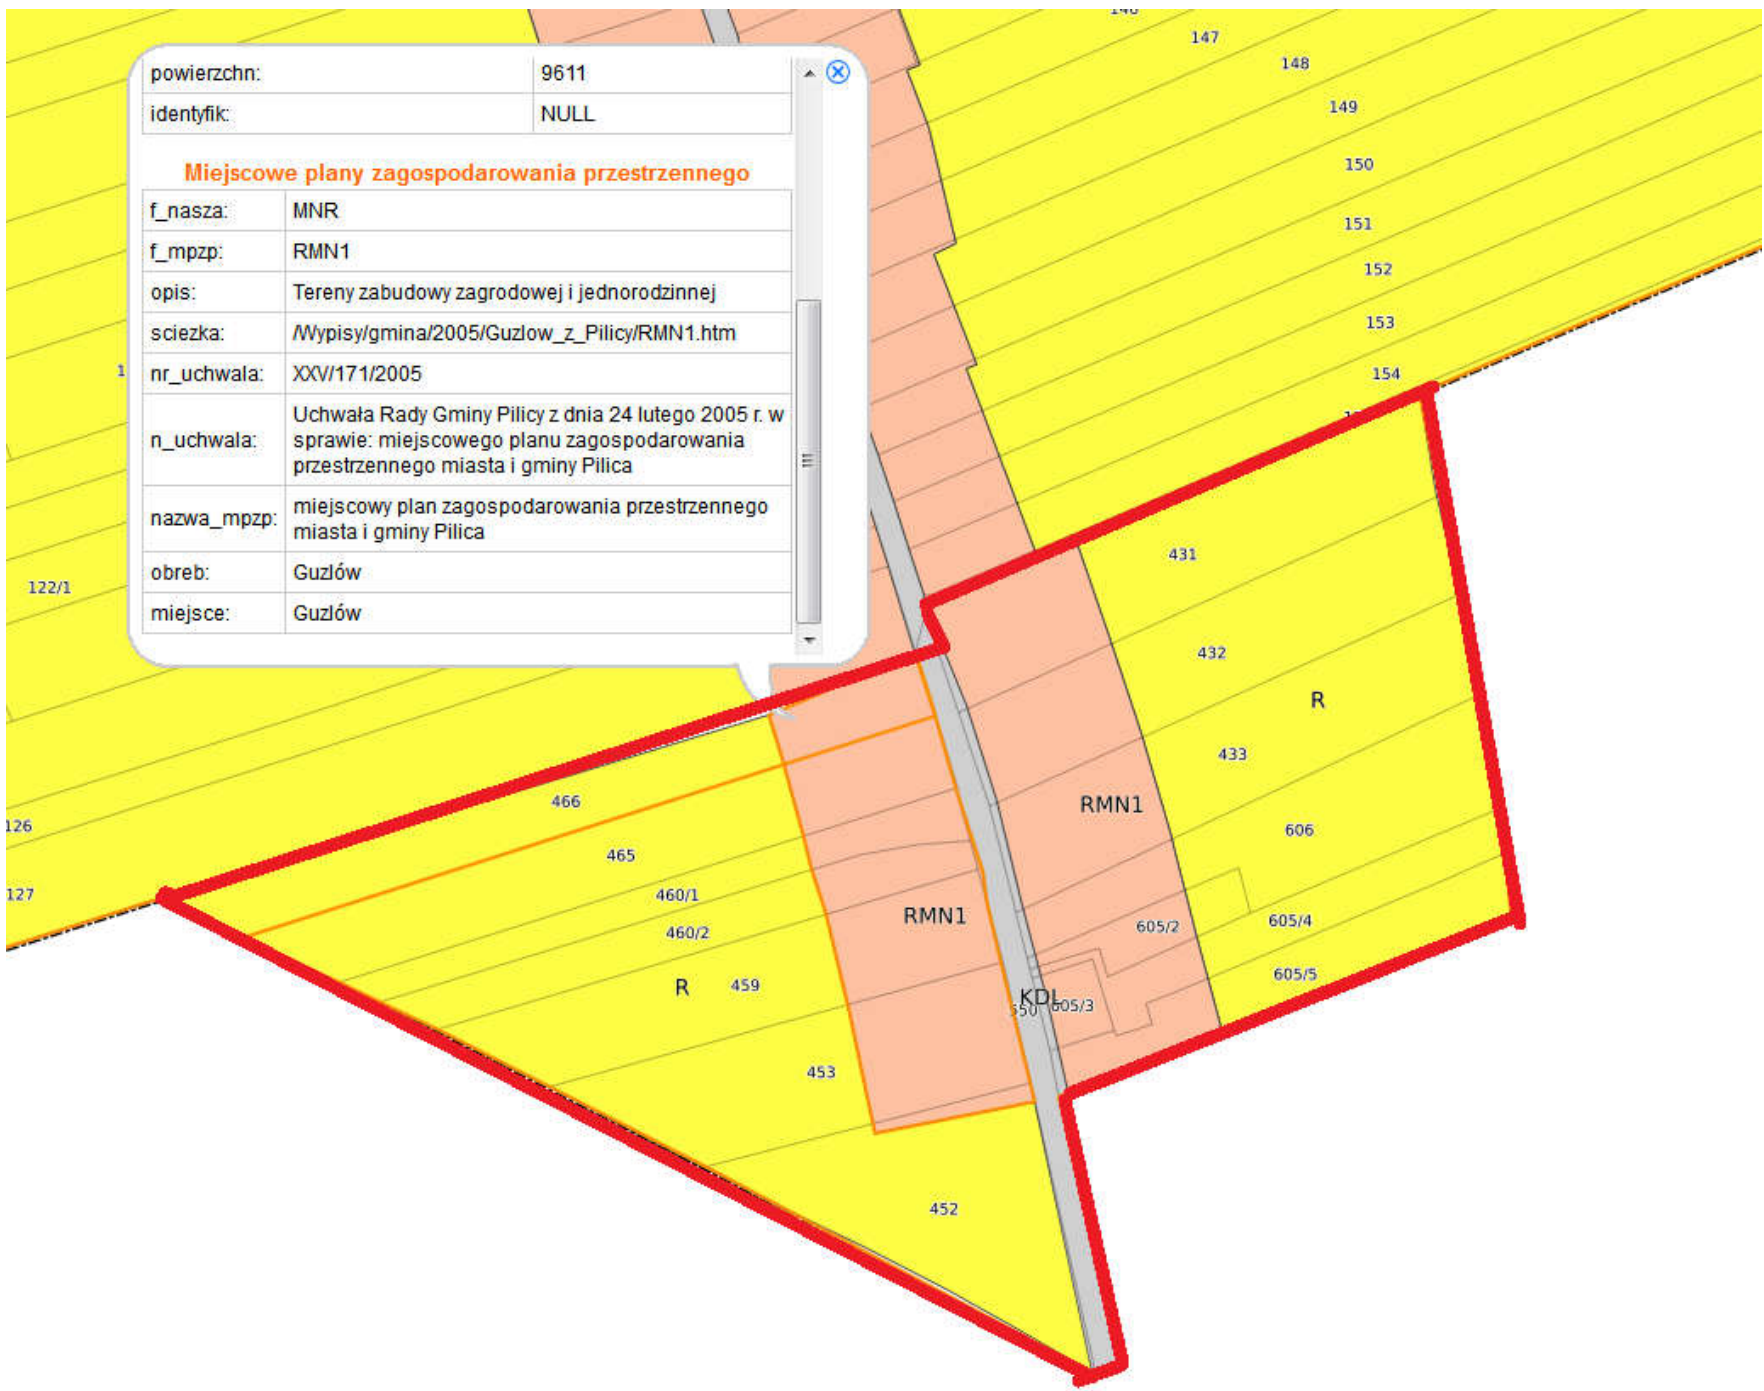 powierzchn: 9611
identyfik: NULL
Miejscowe plany zagospodarowania przestrzennego
f_nasza: MNR
f_mpzp: RMN1
opis: Tereny zabudowy zagrodowej i jednorodzinnej
sciezka: /Wypisy/gmina/2005/Guzlow_z_Pilicy/RMN1.htm
nr_uchwala: XXV/171/2005
n_uchwala: Uchwała Rady Gminy Pilicy z dnia 24 lutego 2005 r. w
sprawie: miejscowego planu zagospodarowania
przestrzennego miasta i gminy Pilica
nazwa_mpzp: miejscowy plan zagospodarowania przestrzennego
miasta i gminy Pilica
obreb: Guzlów
miejsce: Guzlów
147
148
149
150
151
152
153
154
122/1
126
127
431
432
R
433
RMN1
606
466
465
460/1
460/2
RMN1
605/2
605/4
605/5
R 459
KDL
605/3
453
452